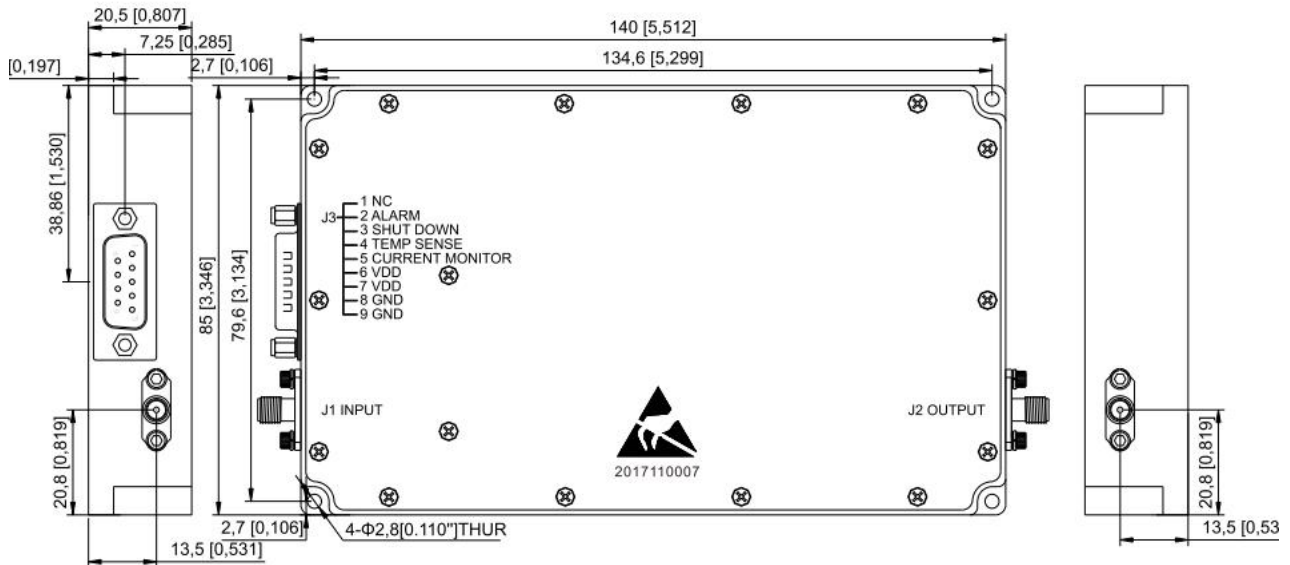 20,5 [0,807]
7,25 [0,285]
[0,197]
2,7 [0,106]
140 [5,512]
134,6 [5,299]
38,86 [1,530]
85 [3,346]
79,6 [3,134]
J3
1 NC
2 ALARM
3 SHUT DOWN
4 TEMP SENSE
5 CURRENT MONITOR
6 VDD
7 VDD
8 GND
9 GND
J1 INPUT
J2 OUTPUT
2017110007
20,8 [0,819]
20,8 [0,819]
2,7 [0,106]
4-Φ2,8[0.110"]THUR
13,5 [0,531]
13,5 [0,53